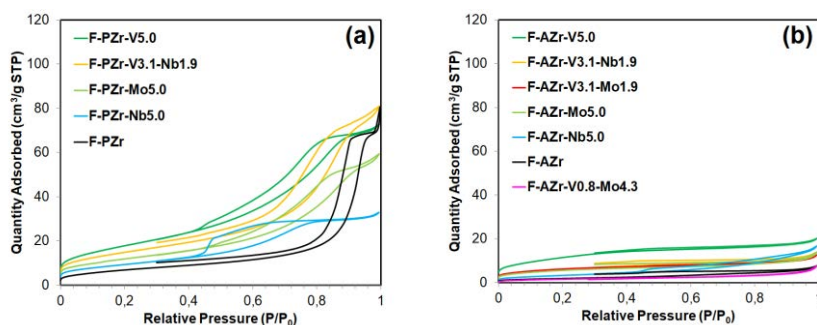 120
100
80
60
40
20
0
Quantity Adsorbed (cm³/g STP)
(a)
F-PZr-V5.0
F-PZr-V3.1-Nb1.9
F-PZr-Mo5.0
F-PZr-Nb5.0
F-PZr
0 0,2 0,4 0,6 0,8 1
Relative Pressure (P/P₀)
120
100
80
60
40
20
0
Quantity Adsorbed (cm³/g STP)
(b)
F-AZr-V5.0
F-AZr-V3.1-Nb1.9
F-AZr-V3.1-Mo1.9
F-AZr-Mo5.0
F-AZr-Nb5.0
F-AZr
F-AZr-V0.8-Mo4.3
0 0,2 0,4 0,6 0,8 1
Relative Pressure (P/P₀)